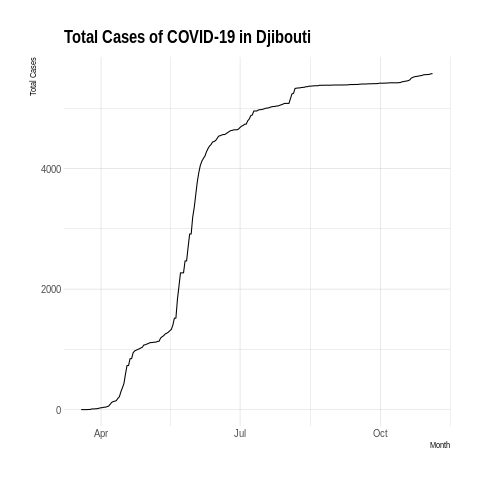 Total Cases of COVID-19 in Djibouti
Total Cases
4000
2000
0
Apr Jul Oct
Month